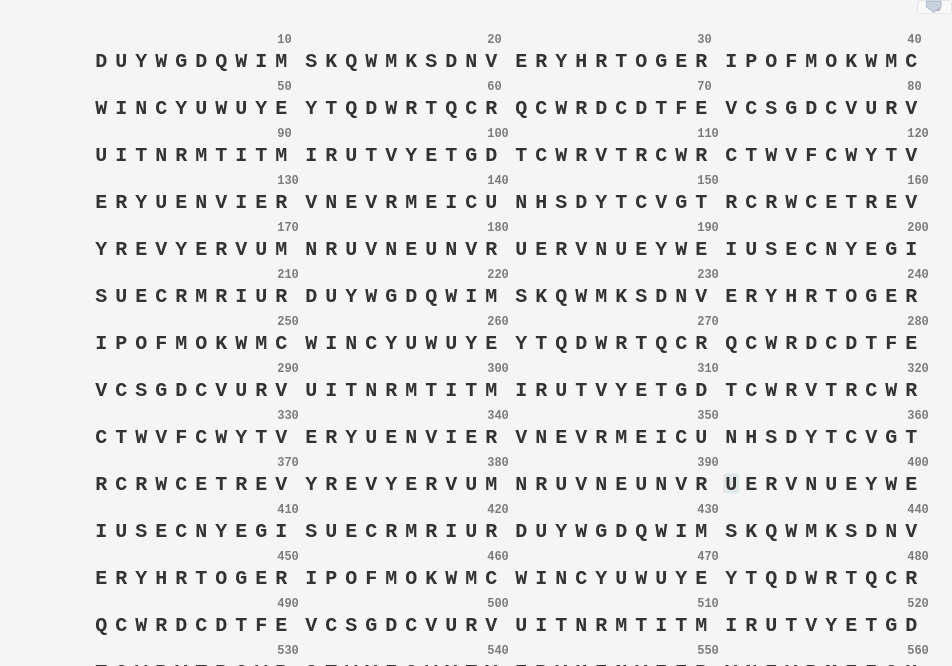 10 20 30 40
DUYWGDQWIM SKQWMKSDNV ERYHRTOGER IPOFMOKWMC
50 60 70 80
WINCYUWUYE YTQDWRTQCR QCWRDCDTFE VCSGDCVURV
90 100 110 120
UITNRMTITM IRUTVYETGD TCWRVTRCWR CTWVFCWYTV
130 140 150 160
ERYUENVIER VNEVRMEICU NHSDYTCVGT RCRWCETREV
170 180 190 200
YREVYERVUM NRUVNEUNVR UERVNUEYWE IUSECNYEGI
210 220 230 240
SUECRMRIUR DUYWGDQWIM SKQWMKSDNV ERYHRTOGER
250 260 270 280
IPOFMOKWMC WINCYUWUYE YTQDWRTQCR QCWRDCDTFE
290 300 310 320
VCSGDCVURV UITNRMTITM IRUTVYETGD TCWRVTRCWR
330 340 350 360
CTWVFCWYTV ERYUENVIER VNEVRMEICU NHSDYTCVGT
370 380 390 400
RCRWCETREV YREVYERVUM NRUVNEUNVR UERVNUEYWE
410 420 430 440
IUSECNYEGI SUECRMRIUR DUYWGDQWIM SKQWMKSDNV
450 460 470 480
ERYHRTOGER IPOFMOKWMC WINCYUWUYE YTQDWRTQCR
490 500 510 520
QCWRDCDTFE VCSGDCVURV UITNRMTITM IRUTVYETGD
530 540 550 560